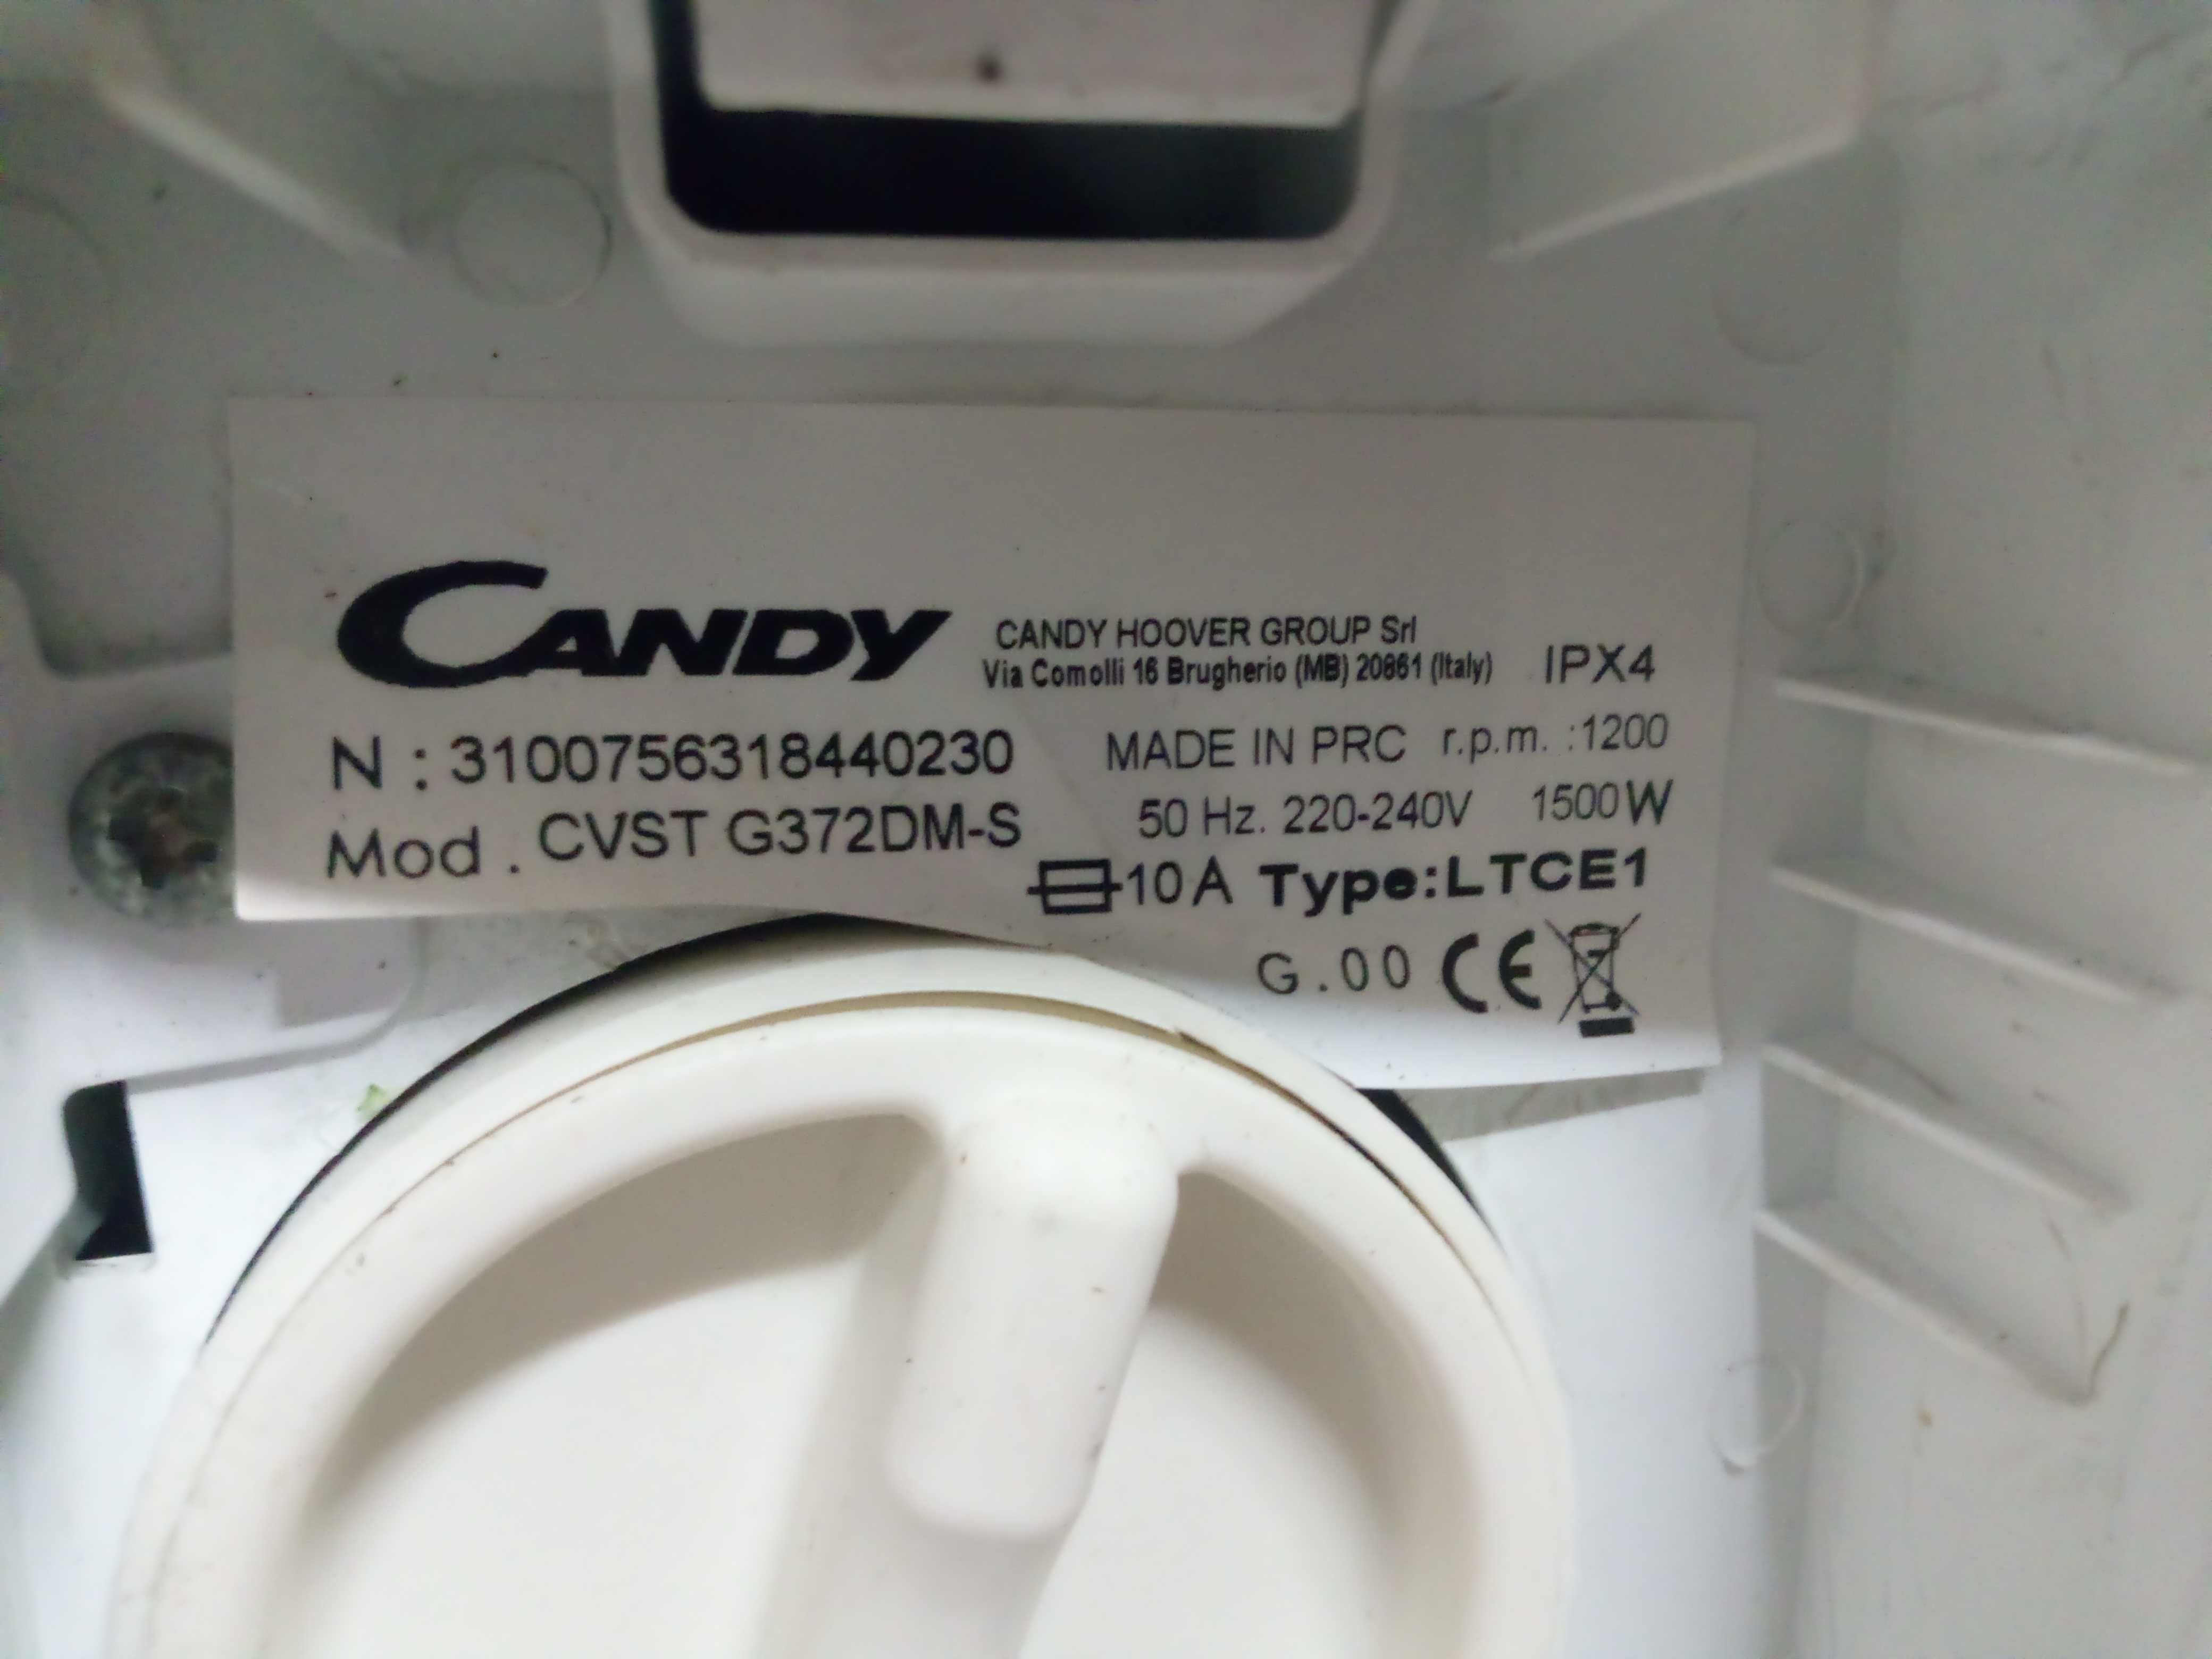 CANDY
CANDY HOOVER GROUP Srl
Via Comolli 16 Brugherio (MB) 20861 (Italy) IPX4
N : 3100756318440230 MADE IN PRC r.p.m. :1200
Mod . CVST G372DM-S 50 Hz. 220-240V 1500W
10 A Type:LTCE1
G.00 CE